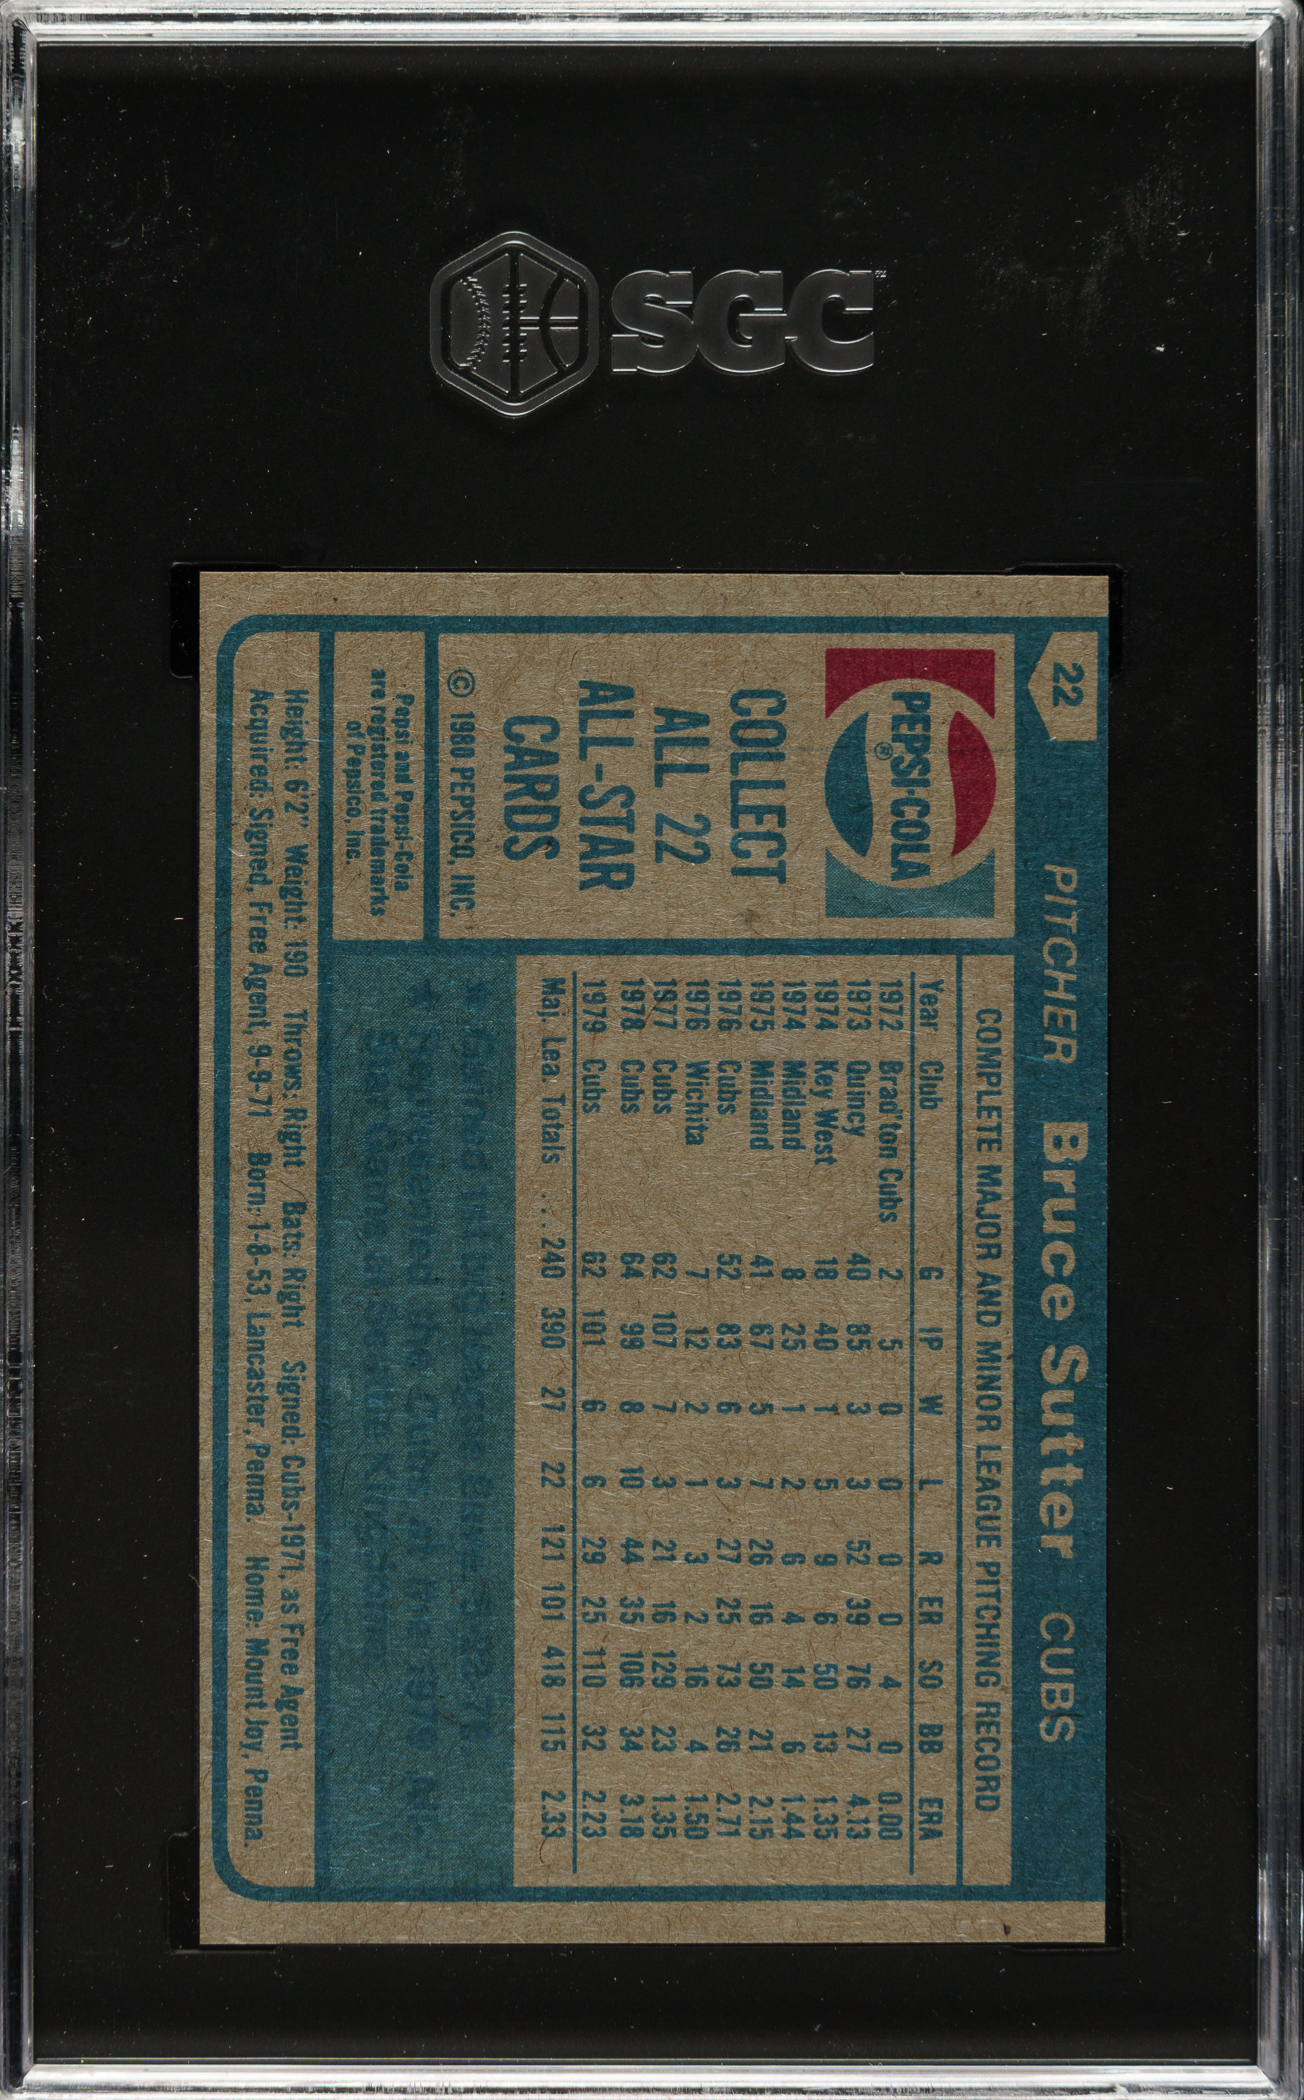 SGC™
22 PITCHER Bruce Sutter CUBS
PEPSI-COLA®
COLLECT
ALL 22
ALL-STAR
CARDS
© 1980 PEPSICO, INC.
Pepsi and Pepsi-Cola
are registered trademarks
of Pepsico, Inc.
COMPLETE MAJOR AND MINOR LEAGUE PITCHING RECORD
Year Club G IP W L R ER SO BB ERA
1972 Brad'ton Cubs 2 5 0 0 0 0 4 0 0.00
1973 Quincy 40 85 3 3 52 39 76 27 4.13
1974 Key West 18 40 1 5 9 6 50 13 1.35
1974 Midland 8 25 1 2 6 4 14 6 1.44
1975 Midland 41 67 5 7 26 16 50 21 2.15
1976 Cubs 52 83 6 3 27 25 73 26 2.71
1976 Wichita 7 12 2 1 3 2 16 4 1.50
1977 Cubs 62 107 7 3 21 16 129 23 1.35
1978 Cubs 64 99 8 10 44 35 106 34 3.18
1979 Cubs 62 101 6 6 29 25 110 32 2.23
Maj. Lea. Totals ... 240 390 27 22 121 101 418 115 2.33
Height: 6'2" Weight: 190 Throws: Right Bats: Right Signed: Cubs-1971, as Free Agent
Acquired: Signed, Free Agent, 9-9-71 Born: 1-8-53, Lancaster, Penna. Home: Mount Joy, Penna.